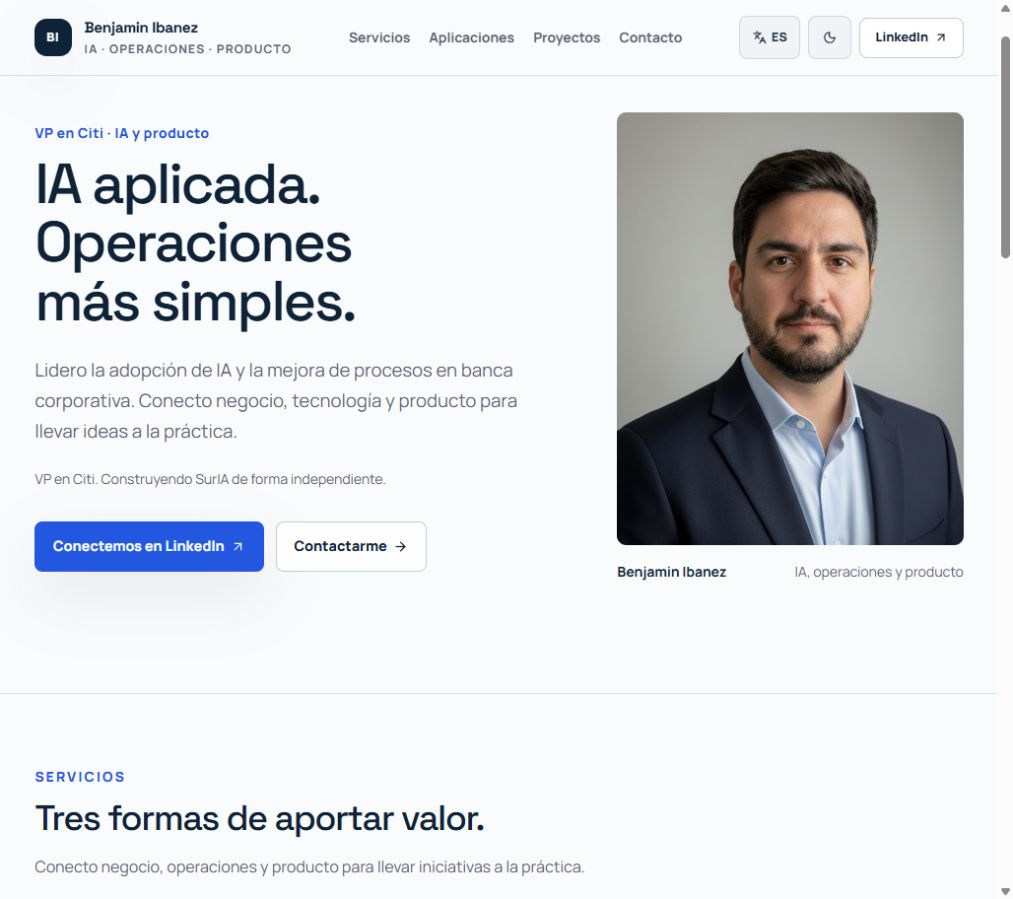 BI
Benjamin Ibanez
IA · OPERACIONES · PRODUCTO
Servicios
Aplicaciones
Proyectos
Contacto
ES
LinkedIn ↗
VP en Citi · IA y producto
IA aplicada.
Operaciones
más simples.
Lidero la adopción de IA y la mejora de procesos en banca
corporativa. Conecto negocio, tecnología y producto para
llevar ideas a la práctica.
VP en Citi. Construyendo SurIA de forma independiente.
Conectemos en LinkedIn ↗
Contactarme →
Benjamin Ibanez
IA, operaciones y producto
SERVICIOS
Tres formas de aportar valor.
Conecto negocio, operaciones y producto para llevar iniciativas a la práctica.